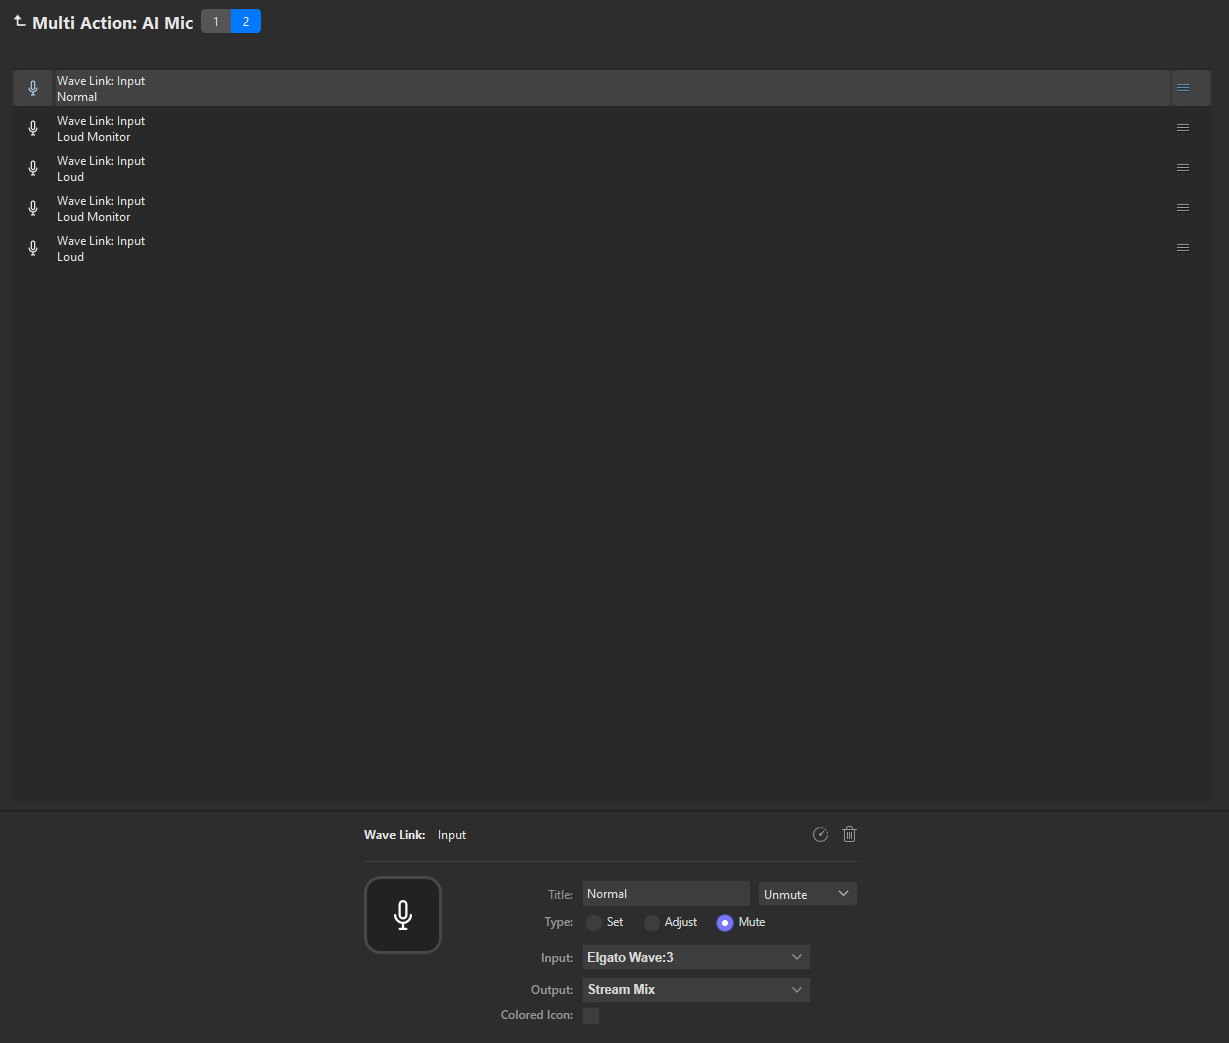 Multi Action: AI Mic 1 2
Wave Link: Input
Normal
Wave Link: Input
Loud Monitor
Wave Link: Input
Loud
Wave Link: Input
Loud Monitor
Wave Link: Input
Loud
Wave Link: Input
Title: Normal Unmute
Type: Set Adjust Mute
Input: Elgato Wave:3
Output: Stream Mix
Colored Icon: